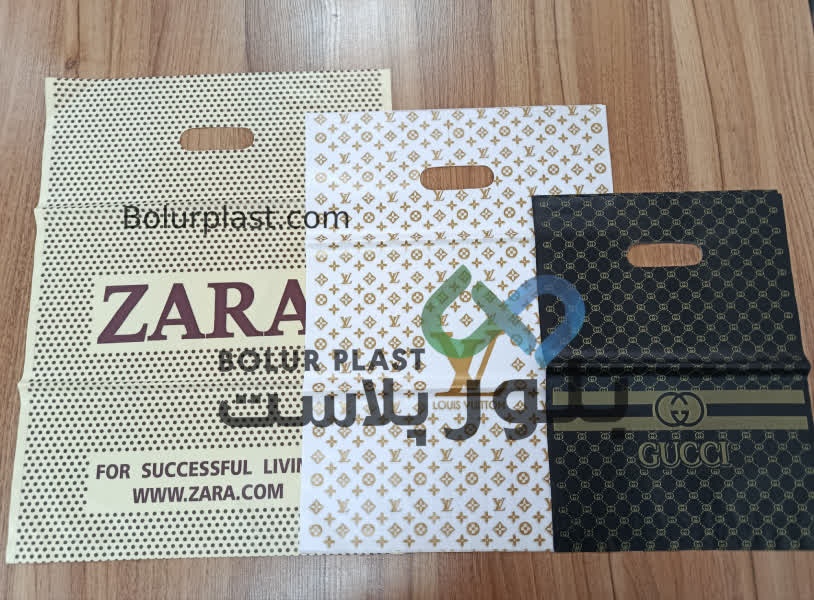 Bolurplast.com
ZARA
BOLUR PLAST
بلور پلاست
LOUIS VUITTON
GUCCI
FOR SUCCESSFUL LIVIN
WWW.ZARA.COM